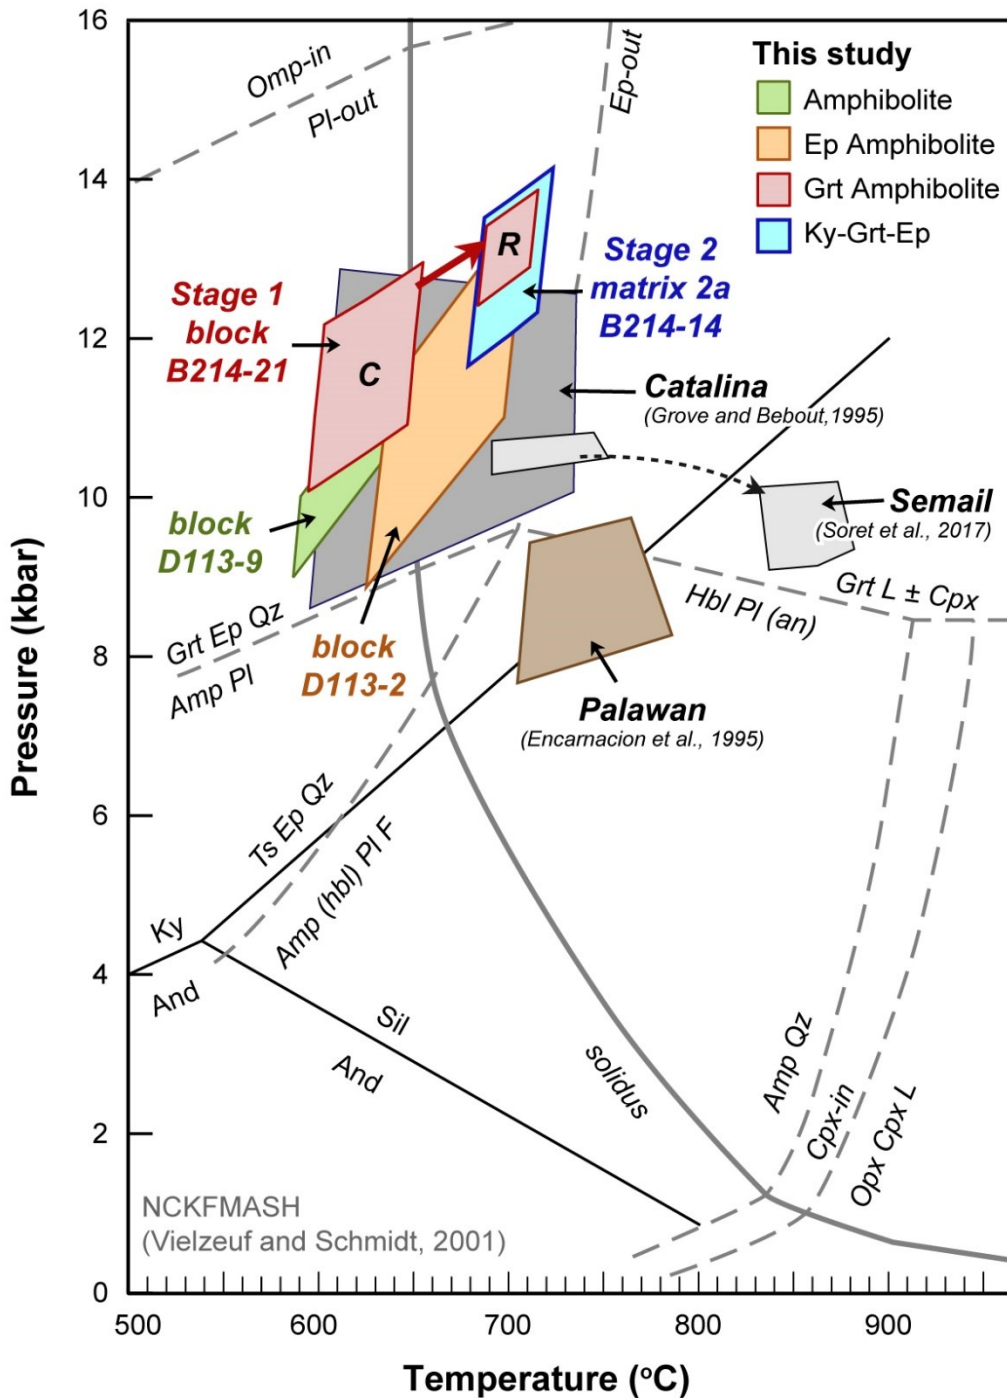 This study
Amphibolite
Ep Amphibolite
Grt Amphibolite
Ky-Grt-Ep
Omp-in
Pl-out
Ep-out
Stage 1
block
B214-21
C
R
Stage 2
matrix 2a
B214-14
Catalina
(Grove and Bebout,1995)
Semail
(Soret et al., 2017)
block
D113-9
block
D113-2
Palawan
(Encarnacion et al., 1995)
Grt Ep Qz
Amp Pl
Hbl Pl (an)
Grt L ± Cpx
Ts Ep Qz
Amp (hbl) Pl F
Ky
And
Sil
And
solidus
Amp Qz
Cpx-in
Opx Cpx L
NCKFMASH
(Vielzeuf and Schmidt, 2001)
Pressure (kbar)
16
14
12
10
8
6
4
2
0
500
600
700
800
900
Temperature (°C)